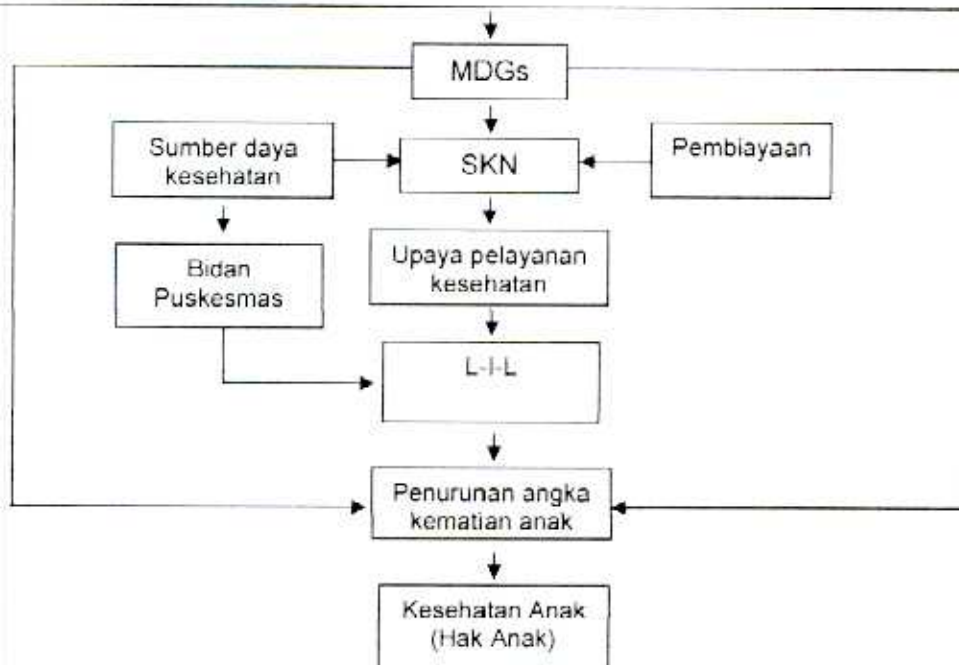 MDGs
Sumber daya
kesehatan
SKN
Pembiayaan
Bidan
Puskesmas
Upaya pelayanan
kesehatan
L-I-L
Penurunan angka
kematian anak
Kesehatan Anak
(Hak Anak)